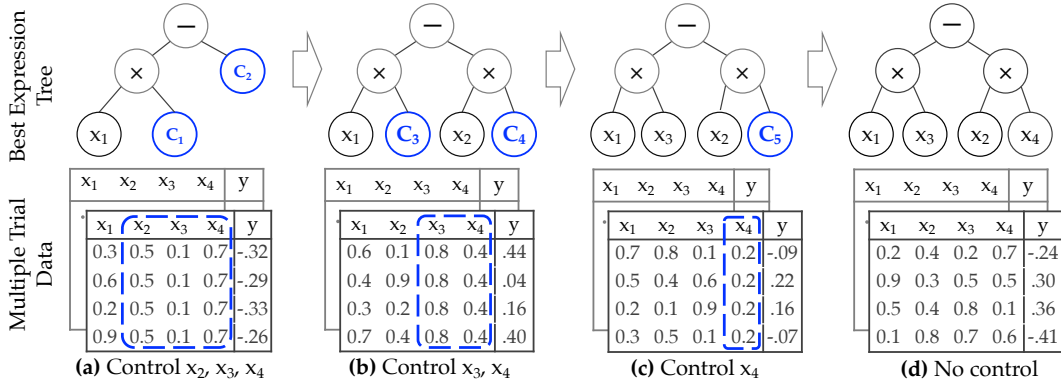 Best Expression Tree
− − − −
× C₂ × × × × × ×
x₁ C₁ x₁ C₃ x₂ C₄ x₁ x₃ x₂ C₅ x₁ x₃ x₂ x₄
Multiple Trial Data
x₁ x₂ x₃ x₄ y
x₁ x₂ x₃ x₄ y
0.3 0.5 0.1 0.7 -.32
0.6 0.5 0.1 0.7 -.29
0.2 0.5 0.1 0.7 -.33
0.9 0.5 0.1 0.7 -.26
(a) Control x₂, x₃, x₄
x₁ x₂ x₃ x₄ y
x₁ x₂ x₃ x₄ y
0.6 0.1 0.8 0.4 .44
0.4 0.9 0.8 0.4 .04
0.3 0.2 0.8 0.4 .16
0.7 0.4 0.8 0.4 .40
(b) Control x₃, x₄
x₁ x₂ x₃ x₄ y
x₁ x₂ x₃ x₄ y
0.7 0.8 0.1 0.2 -.09
0.5 0.4 0.6 0.2 .22
0.2 0.1 0.9 0.2 .16
0.3 0.5 0.1 0.2 -.07
(c) Control x₄
x₁ x₂ x₃ x₄ y
x₁ x₂ x₃ x₄ y
0.2 0.4 0.2 0.7 -.24
0.9 0.3 0.5 0.5 .30
0.5 0.4 0.8 0.1 .36
0.1 0.8 0.7 0.6 -.41
(d) No control